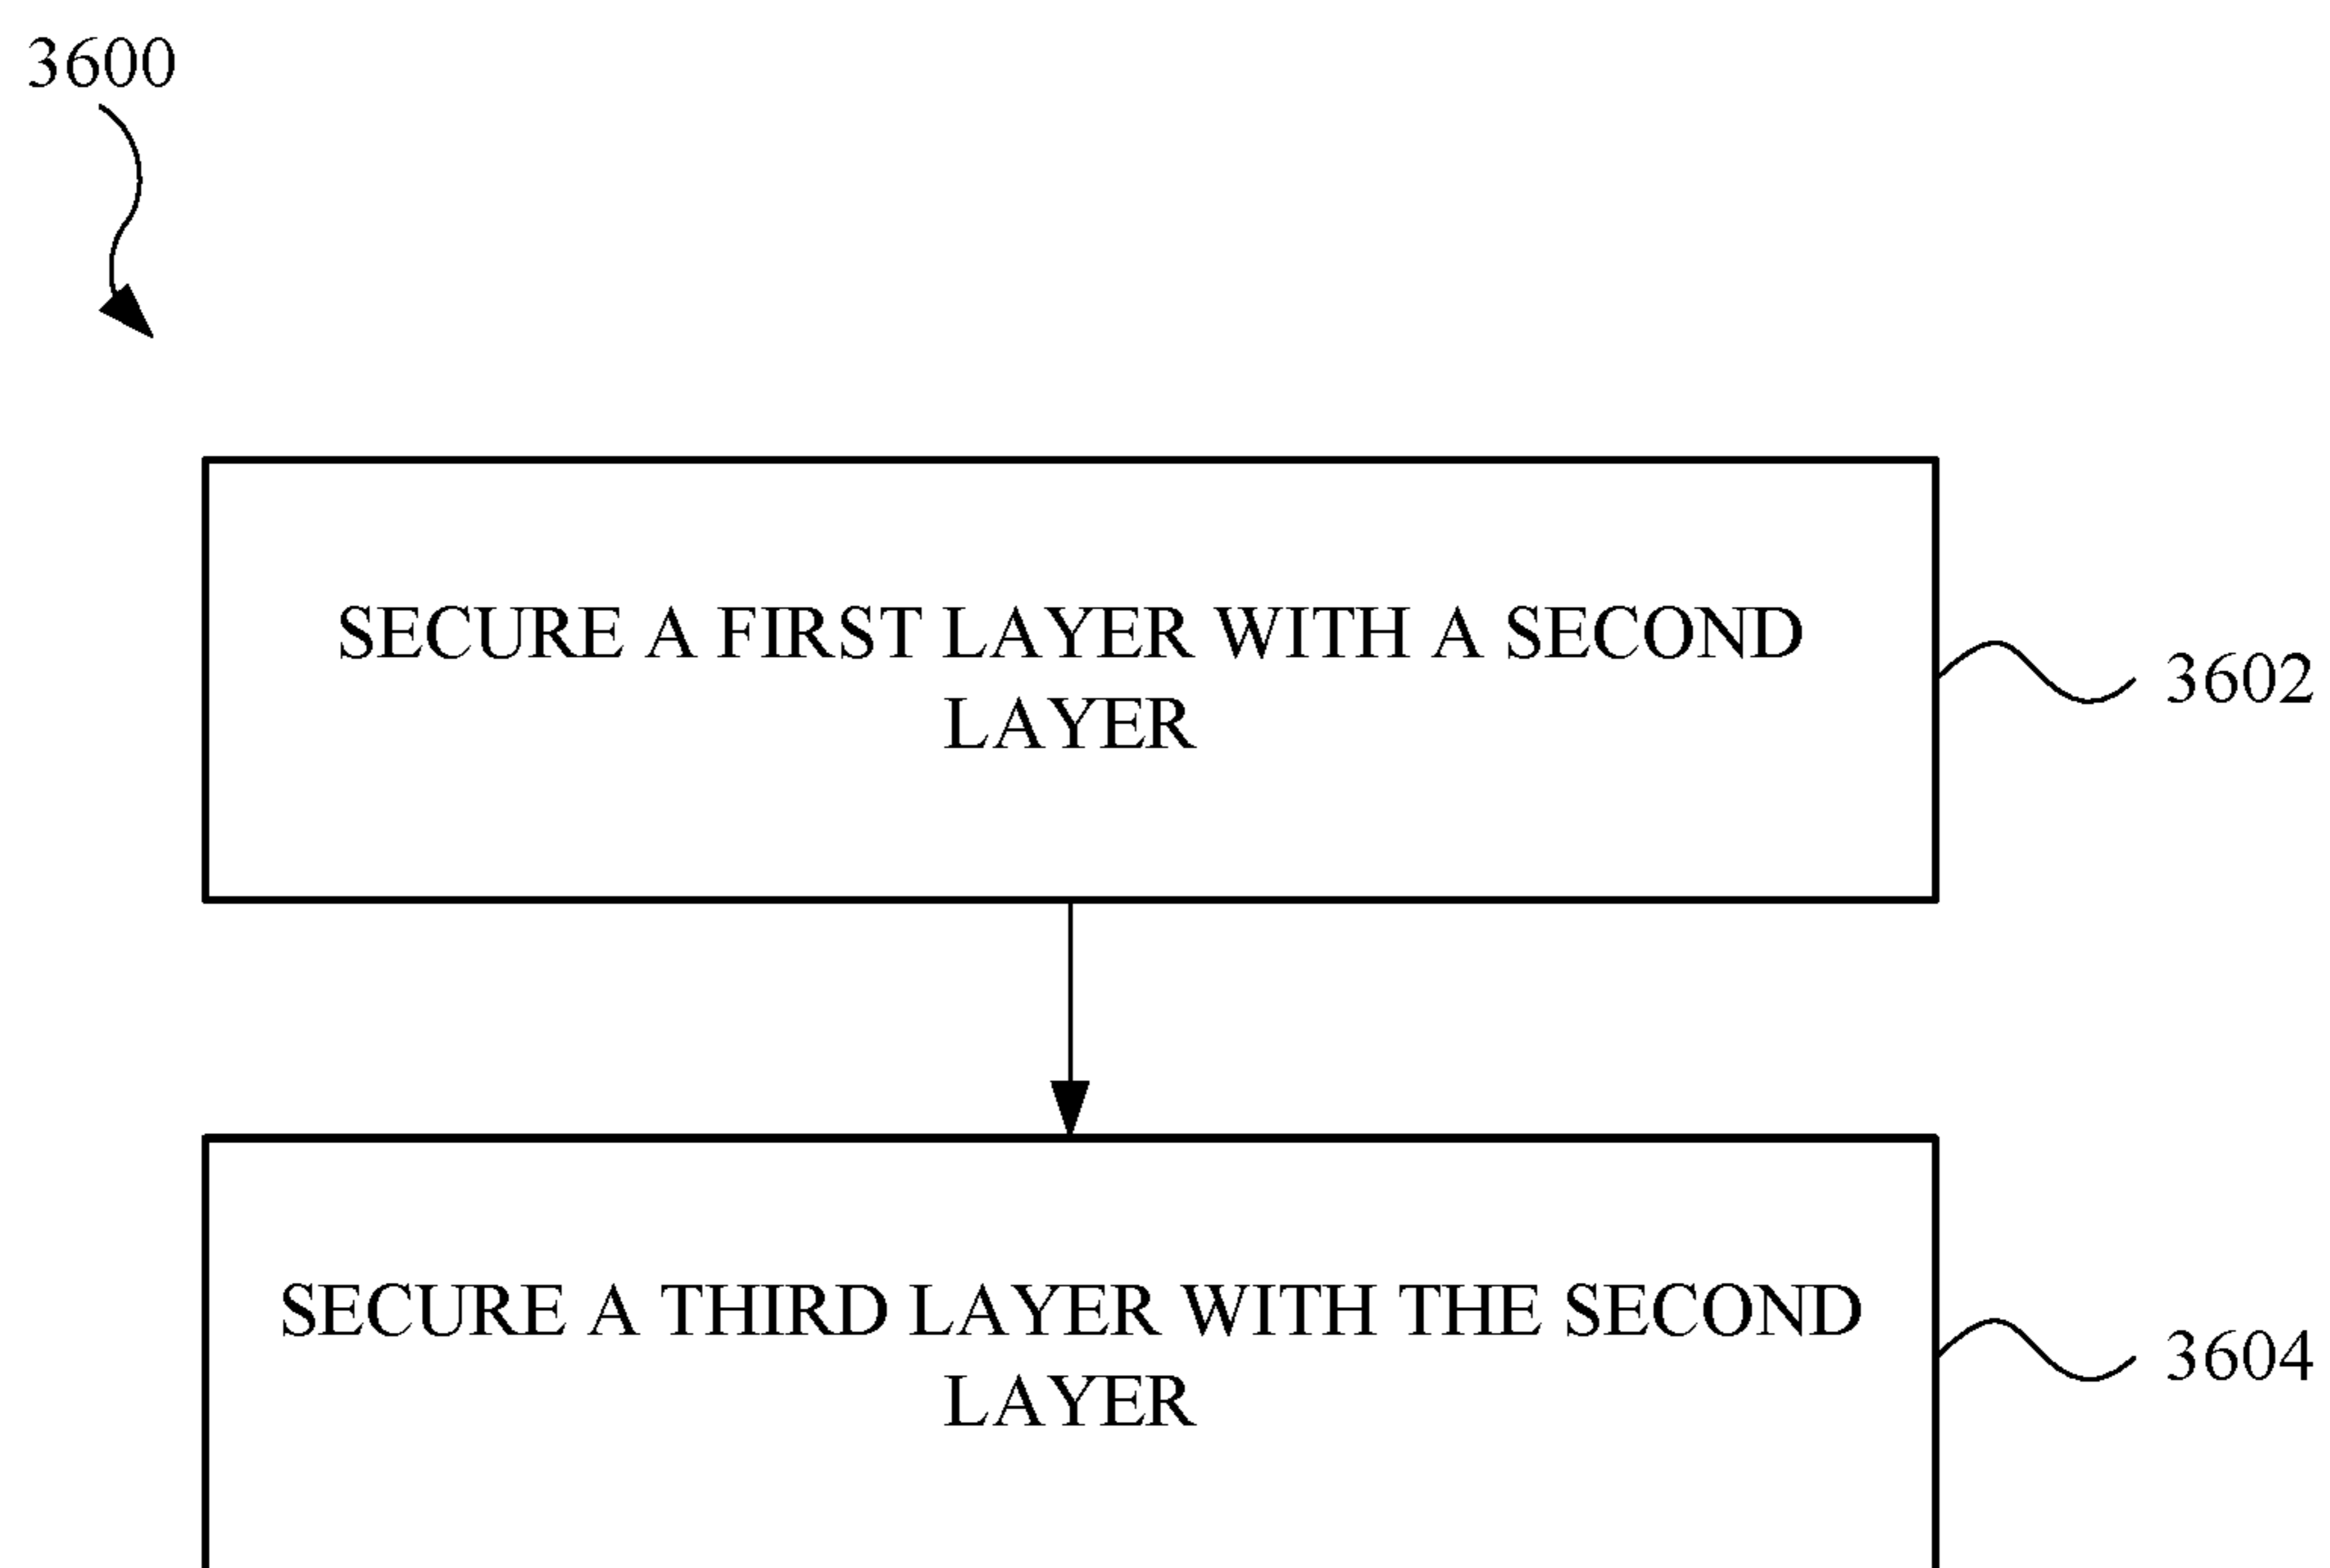 3600
SECURE A FIRST LAYER WITH A SECOND
LAYER
3602
SECURE A THIRD LAYER WITH THE SECOND
LAYER
3604